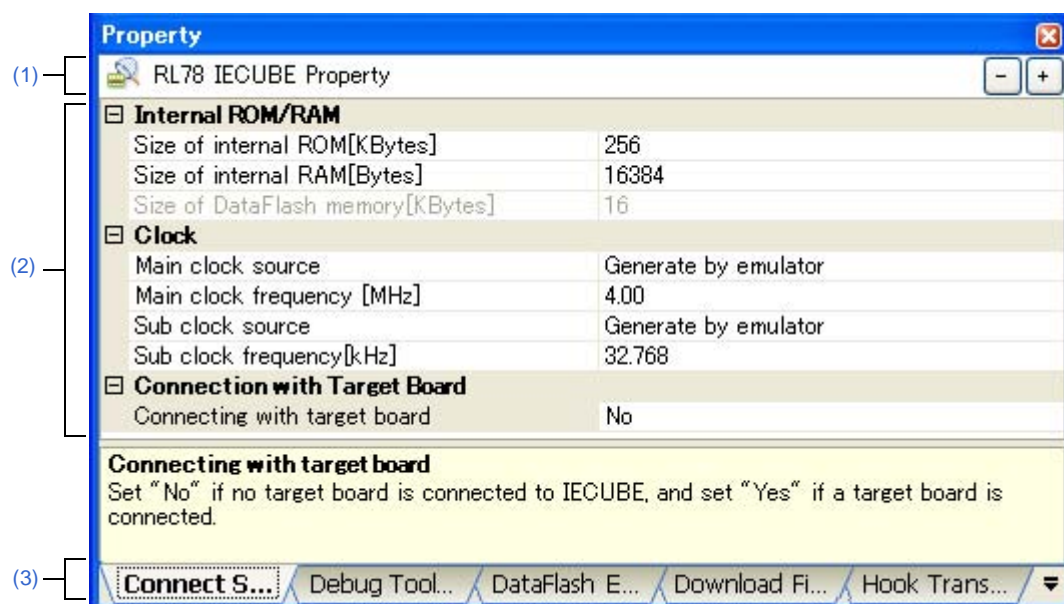 Property
(1)
RL78 IECUBE Property
- +
Internal ROM/RAM
Size of internal ROM[KBytes] 256
Size of internal RAM[Bytes] 16384
Size of DataFlash memory[KBytes] 16
(2)
Clock
Main clock source Generate by emulator
Main clock frequency [MHz] 4.00
Sub clock source Generate by emulator
Sub clock frequency[kHz] 32.768
Connection with Target Board
Connecting with target board No
Connecting with target board
Set "No" if no target board is connected to IECUBE, and set "Yes" if a target board is
connected.
(3)
Connect S... Debug Tool... DataFlash E... Download Fi... Hook Trans...